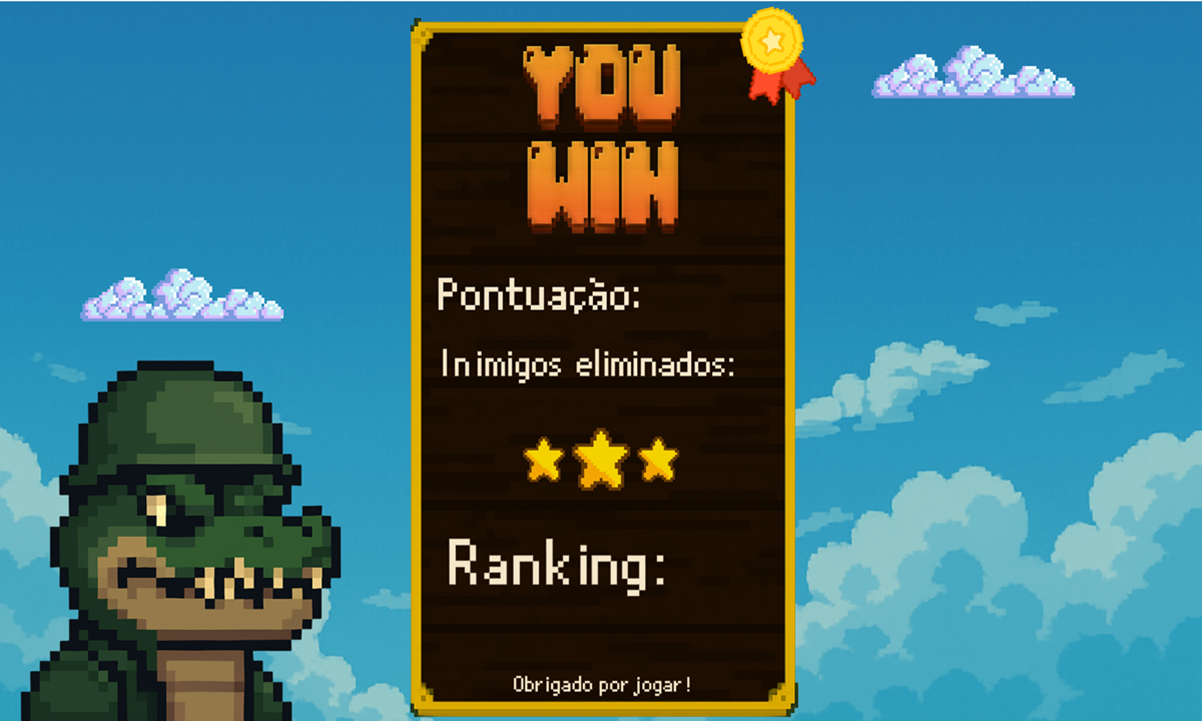 YOU
WIN
Pontuação:
Inimigos eliminados:
Ranking:
Obrigado por jogar!